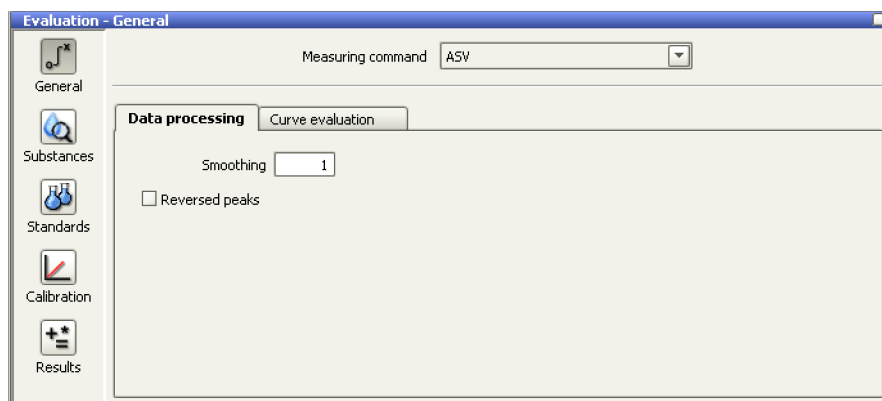 Evaluation - General
General
Substances
Standards
Calibration
Results
Measuring command ASV
Data processing Curve evaluation
Smoothing 1
Reversed peaks